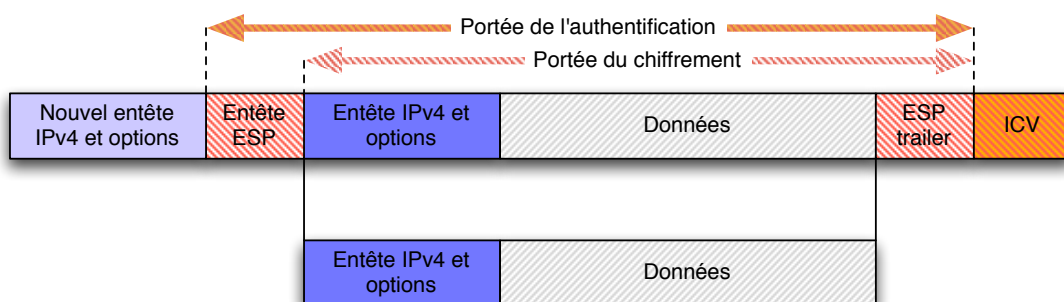 Portée de l'authentification
Portée du chiffrement
Nouvel entête
IPv4 et options
Entête
ESP
Entête IPv4 et
options
Données
ESP
trailer
ICV
Entête IPv4 et
options
Données